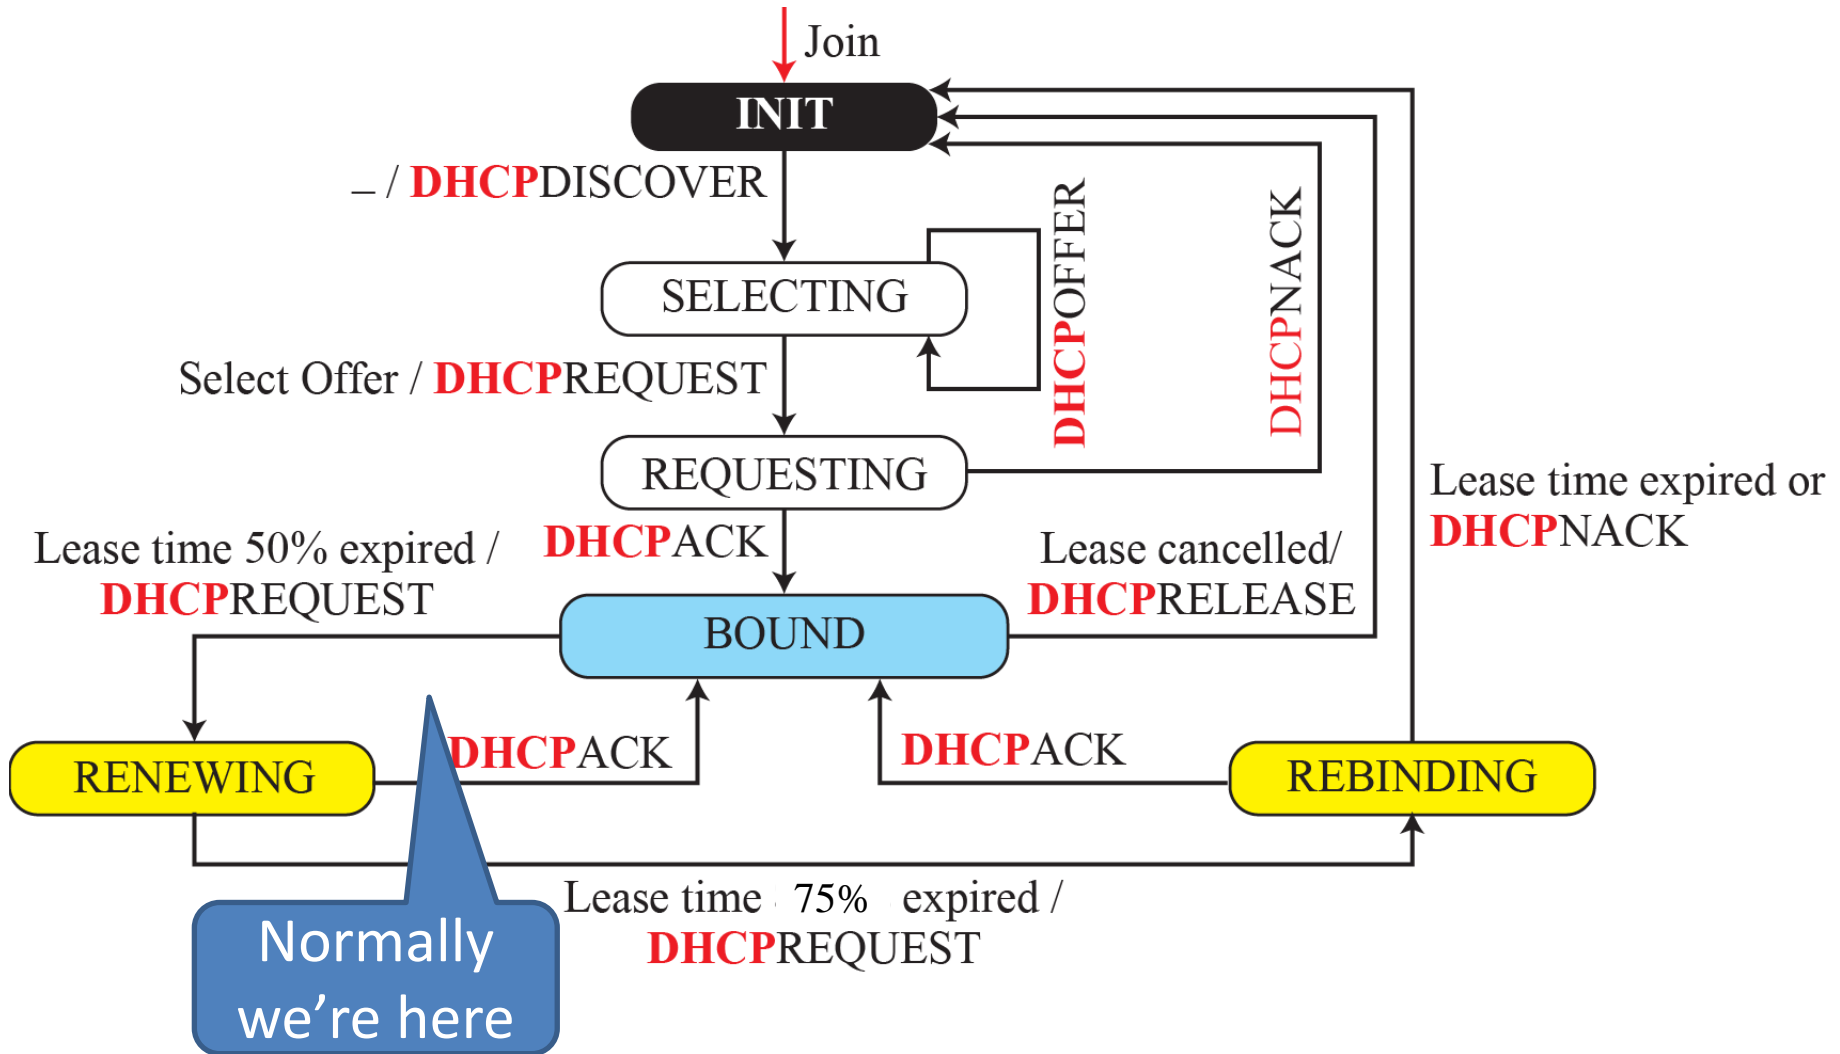 Join
INIT
– / DHCPDISCOVER
DHCPOFFER
DHCPNACK
SELECTING
Select Offer / DHCPREQUEST
REQUESTING
Lease time expired or
DHCPNACK
Lease time 50% expired /
DHCPREQUEST
DHCPACK
Lease cancelled/
DHCPRELEASE
BOUND
RENEWING
DHCPACK
DHCPACK
REBINDING
Lease time 75% expired /
DHCPREQUEST
Normally
we’re here